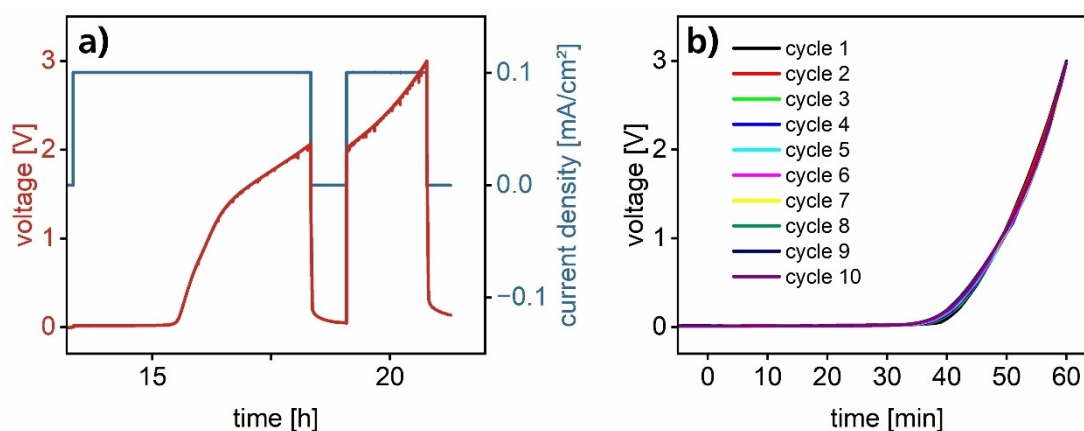 a)
voltage [V]
3
2
1
0
0.1
0.0
−0.1
current density [mA/cm²]
15
20
time [h]
b)
voltage [V]
3
2
1
0
cycle 1
cycle 2
cycle 3
cycle 4
cycle 5
cycle 6
cycle 7
cycle 8
cycle 9
cycle 10
0
10
20
30
40
50
60
time [min]